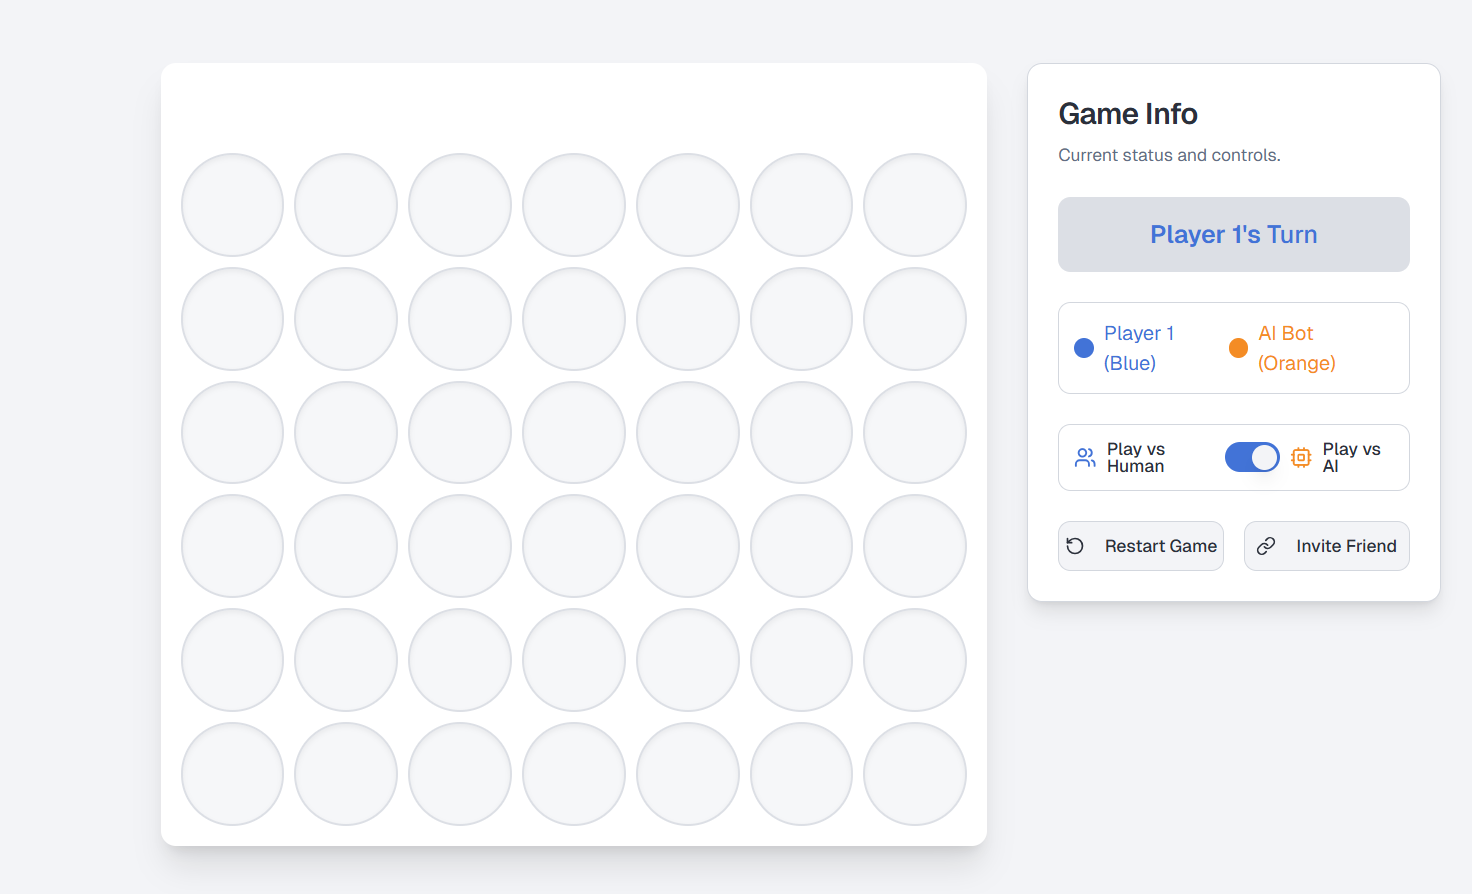 Game Info
Current status and controls.
Player 1's Turn
Player 1
(Blue)
AI Bot
(Orange)
Play vs
Human
Play vs
AI
Restart Game
Invite Friend